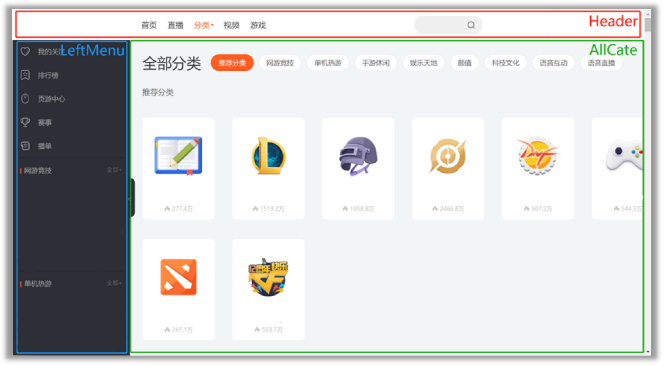 首页 直播 分类 视频 游戏
Header
LeftMenu
AllCate
我的关
排行榜
页游中心
赛事
播单
网游竞技 全部
单机热游 全部
全部分类 推荐分类 网游竞技 单机热游 手游休闲 娱乐天地 颜值 科技文化 语音互动 语音直播
推荐分类
277.4万 1519.2万 1058.8万 2466.8万 507.2万 544.3万
265.1万 563.7万